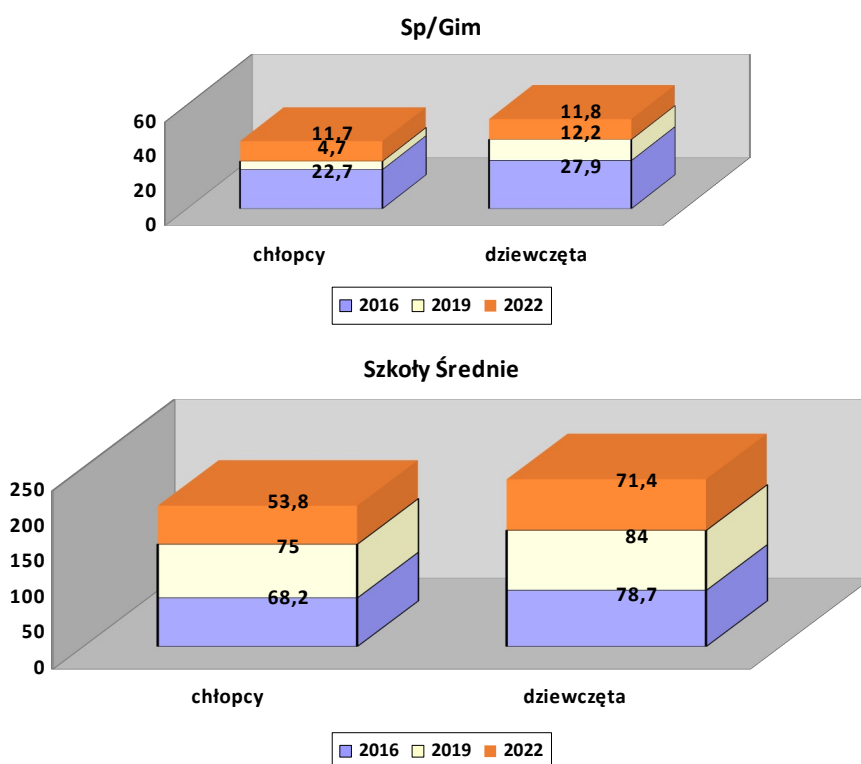 Sp/Gim
60
40
20
0
11,7
4,7
22,7
11,8
12,2
27,9
chłopcy
dziewczęta
2016 2019 2022
Szkoły Średnie
250
200
150
100
50
0
53,8
75
68,2
71,4
84
78,7
chłopcy
dziewczęta
2016 2019 2022